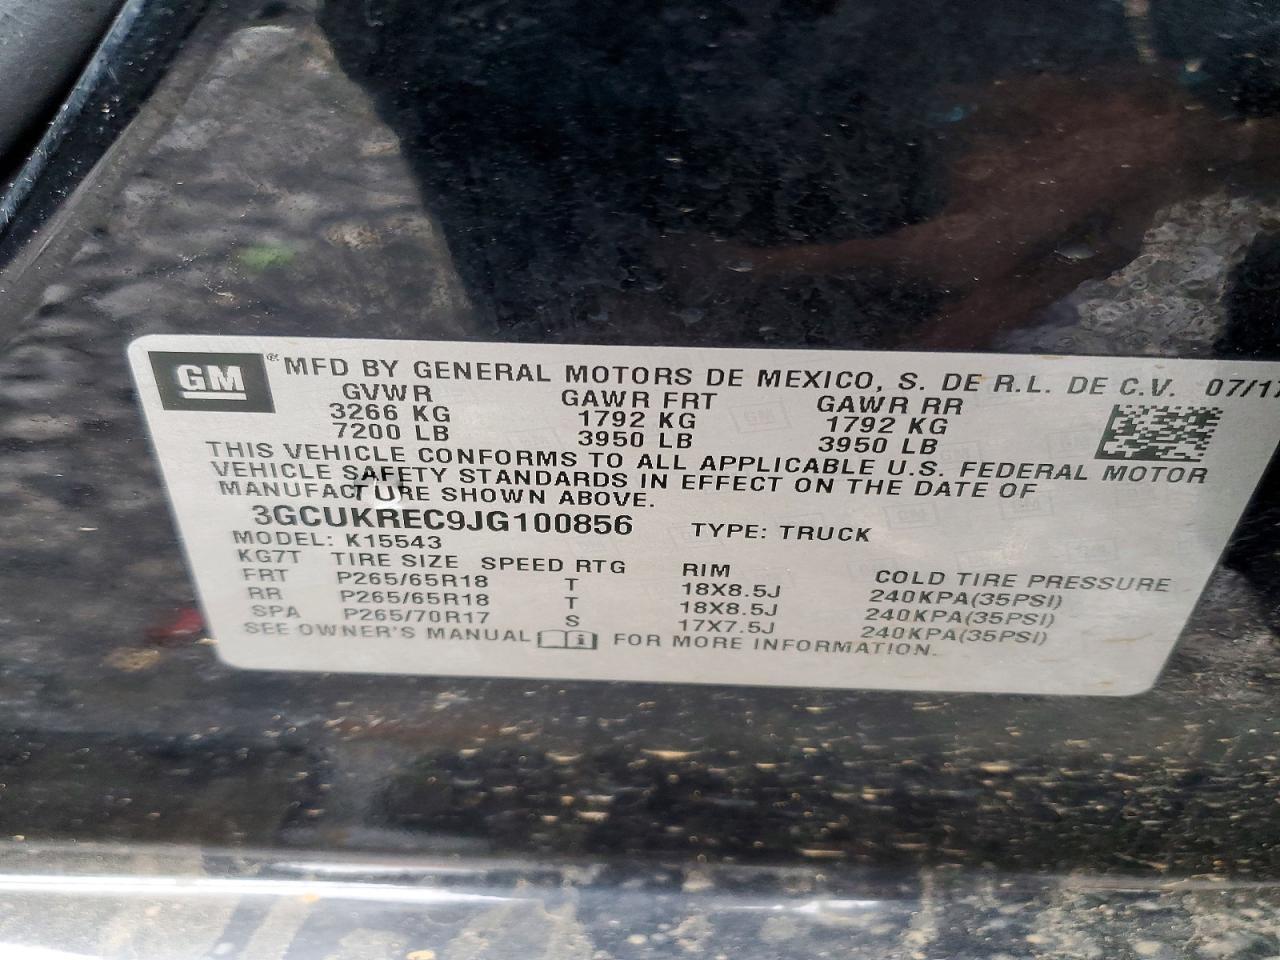 GM ® MFD BY GENERAL MOTORS DE MEXICO, S. DE R.L. DE C.V. 07/17
GVWR GAWR FRT GAWR RR
3266 KG 1792 KG 1792 KG
7200 LB 3950 LB 3950 LB
THIS VEHICLE CONFORMS TO ALL APPLICABLE U.S. FEDERAL MOTOR
VEHICLE SAFETY STANDARDS IN EFFECT ON THE DATE OF
MANUFACTURE SHOWN ABOVE.
3GCUKREC9JG100856 TYPE: TRUCK
MODEL: K15543
KG7T TIRE SIZE SPEED RTG RIM COLD TIRE PRESSURE
FRT P265/65R18 T 18X8.5J 240KPA(35PSI)
RR P265/65R18 T 18X8.5J 240KPA(35PSI)
SPA P265/70R17 S 17X7.5J 240KPA(35PSI)
SEE OWNER'S MANUAL i FOR MORE INFORMATION.